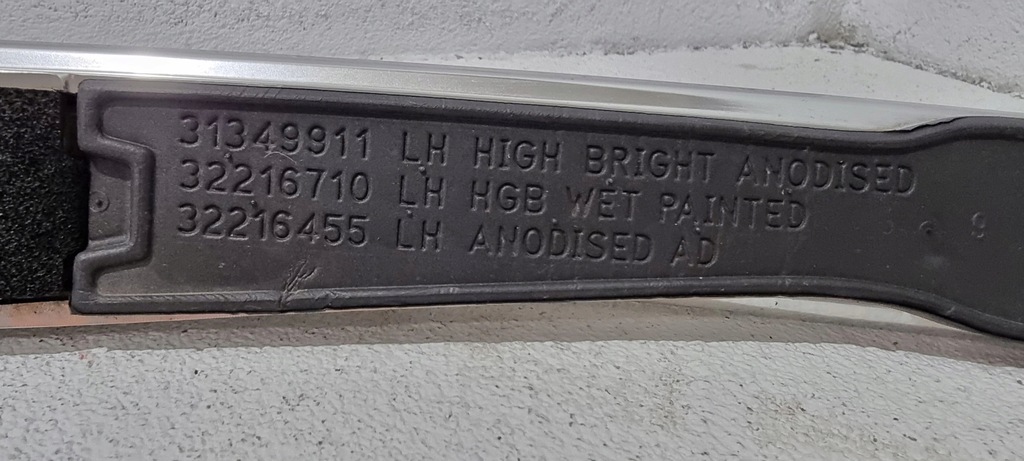 31349911 LH HIGH BRIGHT ANODISED
32216710 LH HGB WET PAINTED
32216455 LH ANODISED AD